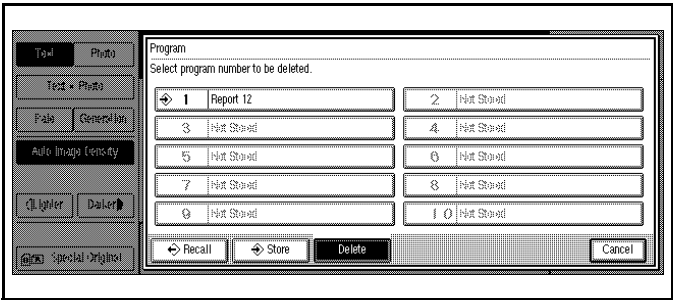 Text Photo
Text • Photo
Pale Generation
Auto Image Density
Lighter Darker
Special Original
Program
Select program number to be deleted.
1 Report 12
2 Not Stored
3 Not Stored
4 Not Stored
5 Not Stored
6 Not Stored
7 Not Stored
8 Not Stored
9 Not Stored
10 Not Stored
Recall Store Delete Cancel